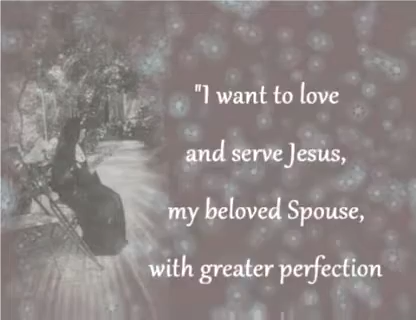 "I want to love
and serve Jesus,
my beloved Spouse,
with greater perfection